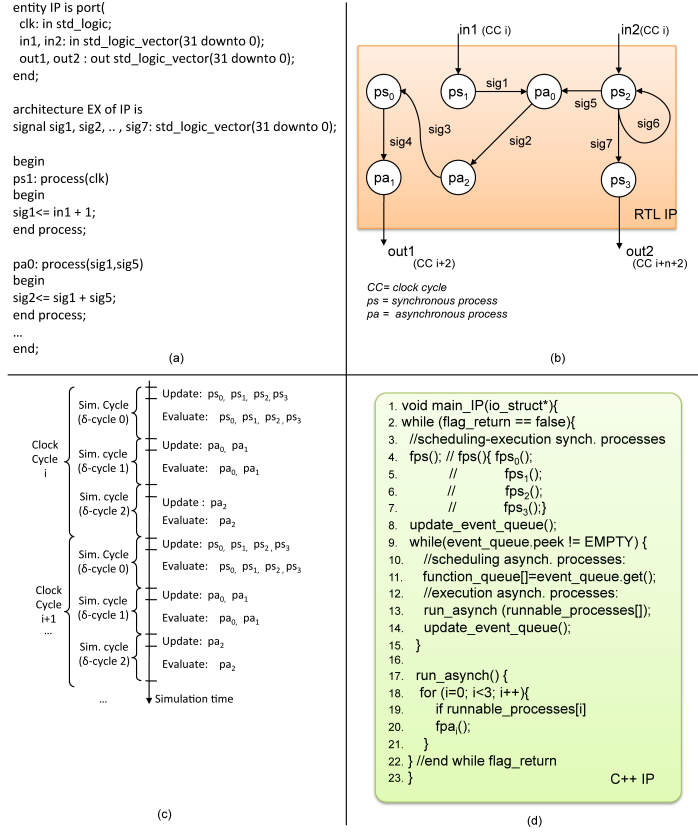 entity IP is port(
clk: in std_logic;
in1, in2: in std_logic_vector(31 downto 0);
out1, out2 : out std_logic_vector(31 downto 0);
end;
architecture EX of IP is
signal sig1, sig2, .. , sig7: std_logic_vector(31 downto 0);
begin
ps1: process(clk)
begin
sig1<= in1 + 1;
end process;
pa0: process(sig1,sig5)
begin
sig2<= sig1 + sig5;
end process;
...
end;
(a)
in1 (CC i)
in2(CC i)
ps0
ps1
sig1
pa0
sig5
ps2
sig6
sig3
sig4
sig2
sig7
pa1
pa2
ps3
RTL IP
out1
(CC i+2)
out2
(CC i+n+2)
CC= clock cycle
ps = synchronous process
pa = asynchronous process
(b)
Clock
Cycle
i
Sim. Cycle
(δ-cycle 0)
Update: ps0, ps1, ps2, ps3
Evaluate: ps0, ps1, ps2, ps3
Sim. cycle
(δ-cycle 1)
Update: pa0, pa1
Evaluate: pa0, pa1
Sim. cycle
(δ-cycle 2)
Update : pa2
Evaluate: pa2
Clock
Cycle
i+1
...
Sim. Cycle
(δ-cycle 0)
Update: ps0, ps1, ps2, ps3
Evaluate: ps0, ps1, ps2, ps3
Sim. cycle
(δ-cycle 1)
Update: pa0, pa1
Evaluate: pa0, pa1
Sim. cycle
(δ-cycle 2)
Update: pa2
Evaluate: pa2
...
Simulation time
(c)
1. void main_IP(io_struct*){
2. while (flag_return == false){
3. //scheduling-execution synch. processes
4. fps(); // fps(){ fps0();
5. // fps1();
6. // fps2();
7. // fps3();}
8. update_event_queue();
9. while(event_queue.peek != EMPTY) {
10. //scheduling asynch. processes:
11. function_queue[]=event_queue.get();
12. //execution asynch. processes:
13. run_asynch (runnable_processes[]);
14. update_event_queue();
15. }
16.
17. run_asynch() {
18. for (i=0; i<3; i++){
19. if runnable_processes[i]
20. fpai();
21. }
22. } //end while flag_return
23. }
C++ IP
(d)